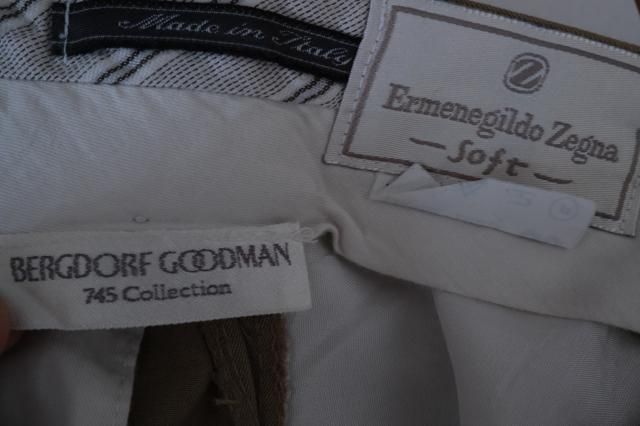 Made in Italy
Ermenegildo Zegna
Soft
BERGDORF GOODMAN
745 Collection